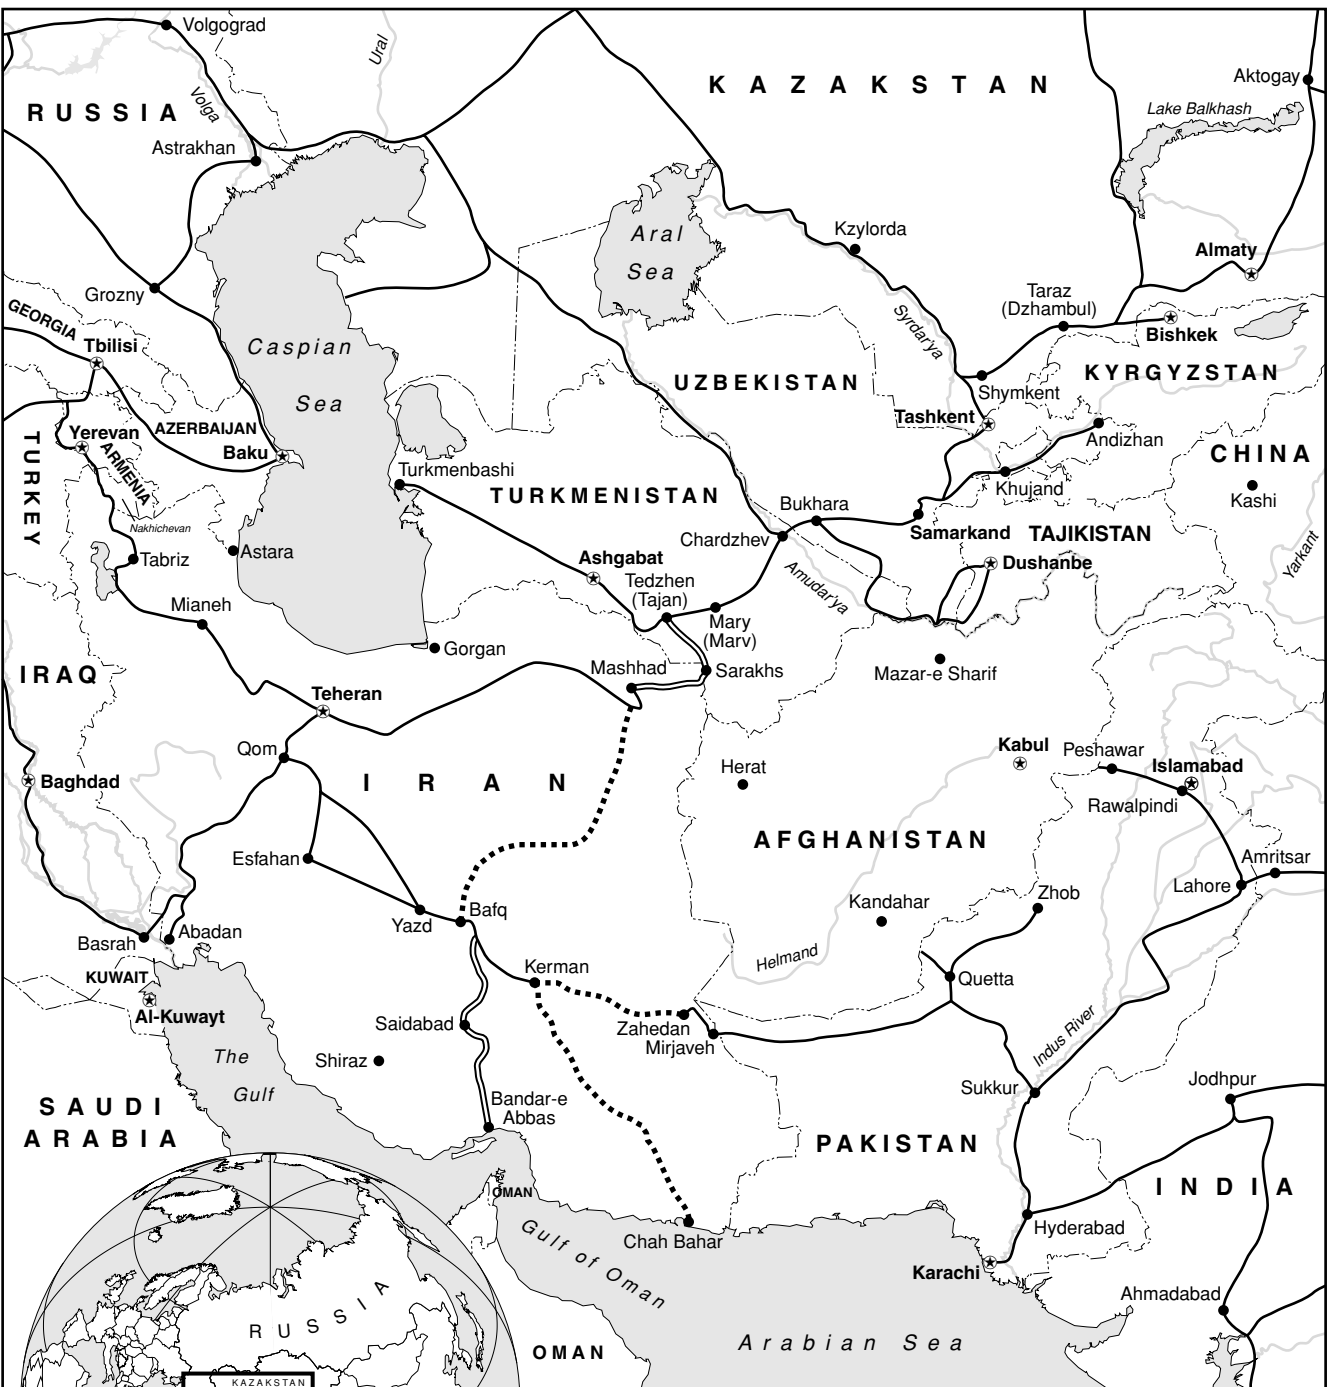 Volgograd
Ural
KAZAKSTAN
Aktogay
Lake Balkhash
Volga
RUSSIA
Astrakhan
Aral
Sea
Kzylorda
Almaty
Grozny
Taraz
(Dzhambul)
GEORGIA
Tbilisi
Syrdar'ya
Bishkek
Caspian
Sea
UZBEKISTAN
KYRGYZSTAN
Shymkent
Tashkent
TURKEY
Yerevan
AZERBAIJAN
Baku
ARMENIA
Andizhan
CHINA
Turkmenbashi
TURKMENISTAN
Khujand
Kashi
Bukhara
Nakhichevan
Samarkand
TAJIKISTAN
Chardzhev
Astara
Tabriz
Ashgabat
Dushanbe
Yarkant
Tedzhen
(Tajan)
Amudar'ya
Mianeh
Mary
(Marv)
Gorgan
IRAQ
Mashhad
Sarakhs
Mazar-e Sharif
Teheran
Qom
Kabul
Peshawar
Islamabad
Baghdad
IRAN
Herat
Rawalpindi
AFGHANISTAN
Esfahan
Amritsar
Lahore
Zhob
Kandahar
Bafq
Yazd
Abadan
Basrah
Helmand
KUWAIT
Kerman
Quetta
Al-Kuwayt
Saidabad
Zahedan
Mirjaveh
Indus River
The
Gulf
Shiraz
Sukkur
Jodhpur
SAUDI
ARABIA
Bandar-e
Abbas
PAKISTAN
OMAN
INDIA
Gulf of Oman
Chah Bahar
Hyderabad
Karachi
Ahmadabad
RUSSIA
Arabian Sea
OMAN
KAZAKSTAN